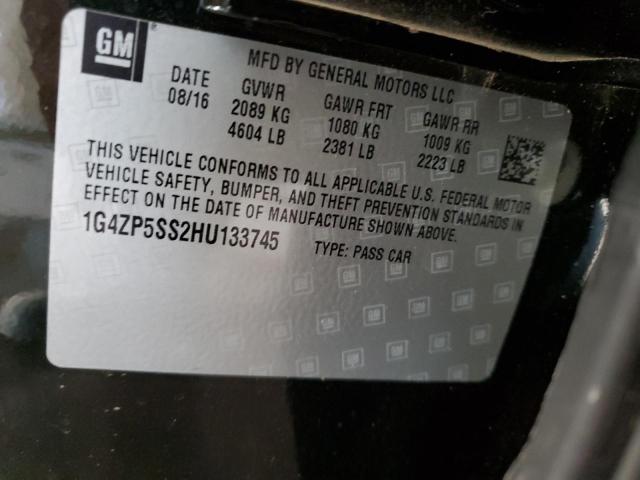 GM
MFD BY GENERAL MOTORS LLC
DATE GVWR GAWR FRT GAWR RR
08/16 2089 KG 1080 KG 1009 KG
4604 LB 2381 LB 2223 LB
THIS VEHICLE CONFORMS TO ALL APPLICABLE U.S. FEDERAL MOTOR
VEHICLE SAFETY, BUMPER, AND THEFT PREVENTION STANDARDS IN
EFFECT ON THE DATE OF MANUFACTURE SHOWN ABOVE.
1G4ZP5SS2HU133745 TYPE: PASS CAR